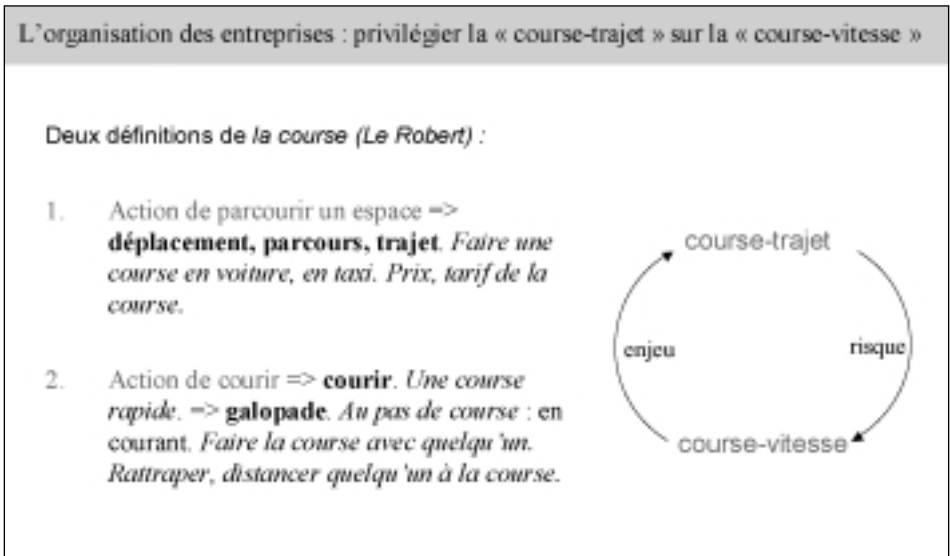 L'organisation des entreprises : privilégier la « course-trajet » sur la « course-vitesse »
Deux définitions de la course (Le Robert) :
1. Action de parcourir un espace =>
déplacement, parcours, trajet. Faire une
course en voiture, en taxi. Prix, tarif de la
course.
2. Action de courir => courir. Une course
rapide. => galopade. Au pas de course : en
courant. Faire la course avec quelqu'un.
Rattraper, distancer quelqu'un à la course.
course-trajet
enjeu
risque
course-vitesse